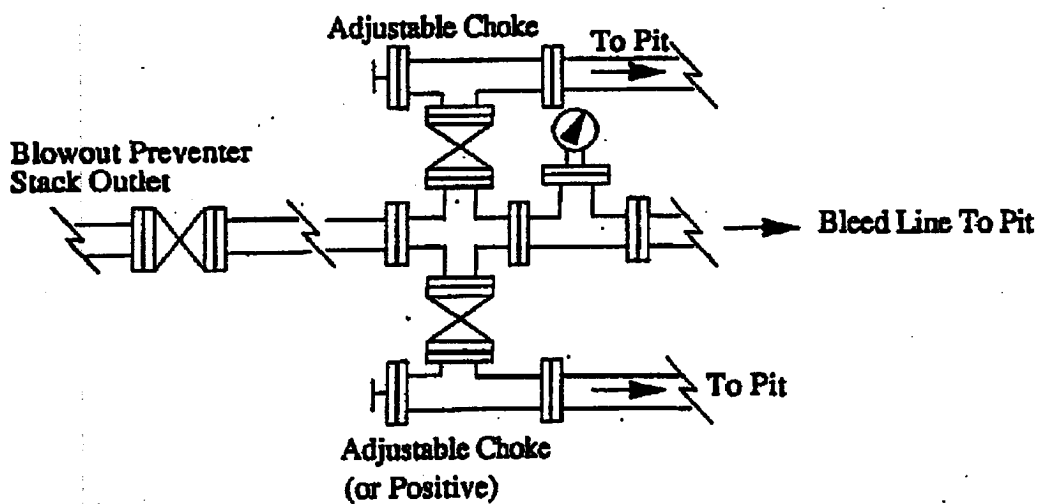 Adjustable Choke
To Pit
Blowout Preventer
Stack Outlet
Bleed Line To Pit
To Pit
Adjustable Choke
(or Positive)